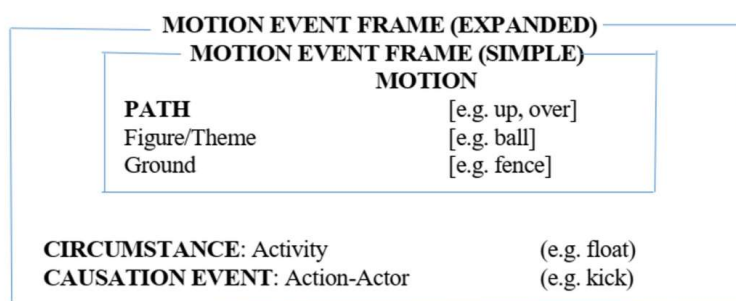 MOTION EVENT FRAME (EXPANDED)
MOTION EVENT FRAME (SIMPLE)
MOTION
PATH [e.g. up, over]
Figure/Theme [e.g. ball]
Ground [e.g. fence]
CIRCUMSTANCE: Activity (e.g. float)
CAUSATION EVENT: Action-Actor (e.g. kick)